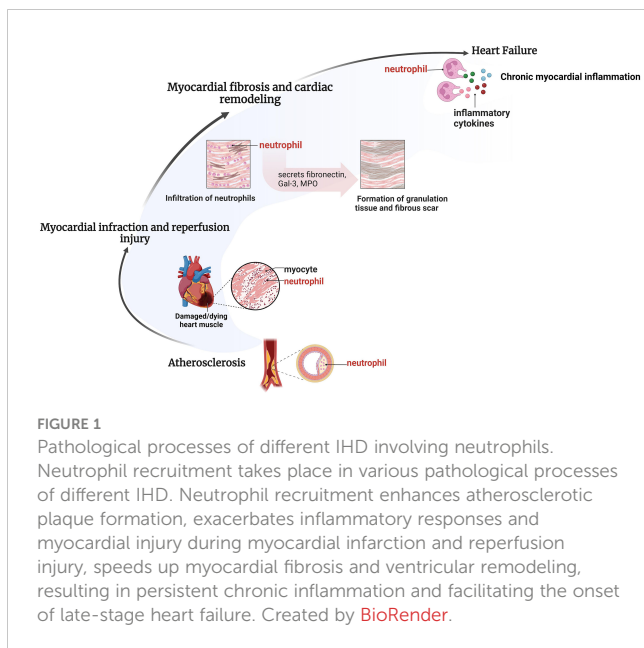 Heart Failure
neutrophil
Chronic myocardial inflammation
inflammatory
cytokines
Myocardial fibrosis and cardiac
remodeling
neutrophil
secrets fibronectin,
Gal-3, MPO
Infiltration of neutrophils
Formation of granulation
tissue and fibrous scar
Myocardial infraction and reperfusion
injury
myocyte
neutrophil
Damaged/dying
heart muscle
Atherosclerosis
neutrophil
FIGURE 1
Pathological processes of different IHD involving neutrophils.
Neutrophil recruitment takes place in various pathological processes
of different IHD. Neutrophil recruitment enhances atherosclerotic
plaque formation, exacerbates inflammatory responses and
myocardial injury during myocardial infarction and reperfusion
injury, speeds up myocardial fibrosis and ventricular remodeling,
resulting in persistent chronic inflammation and facilitating the onset
of late-stage heart failure. Created by BioRender.